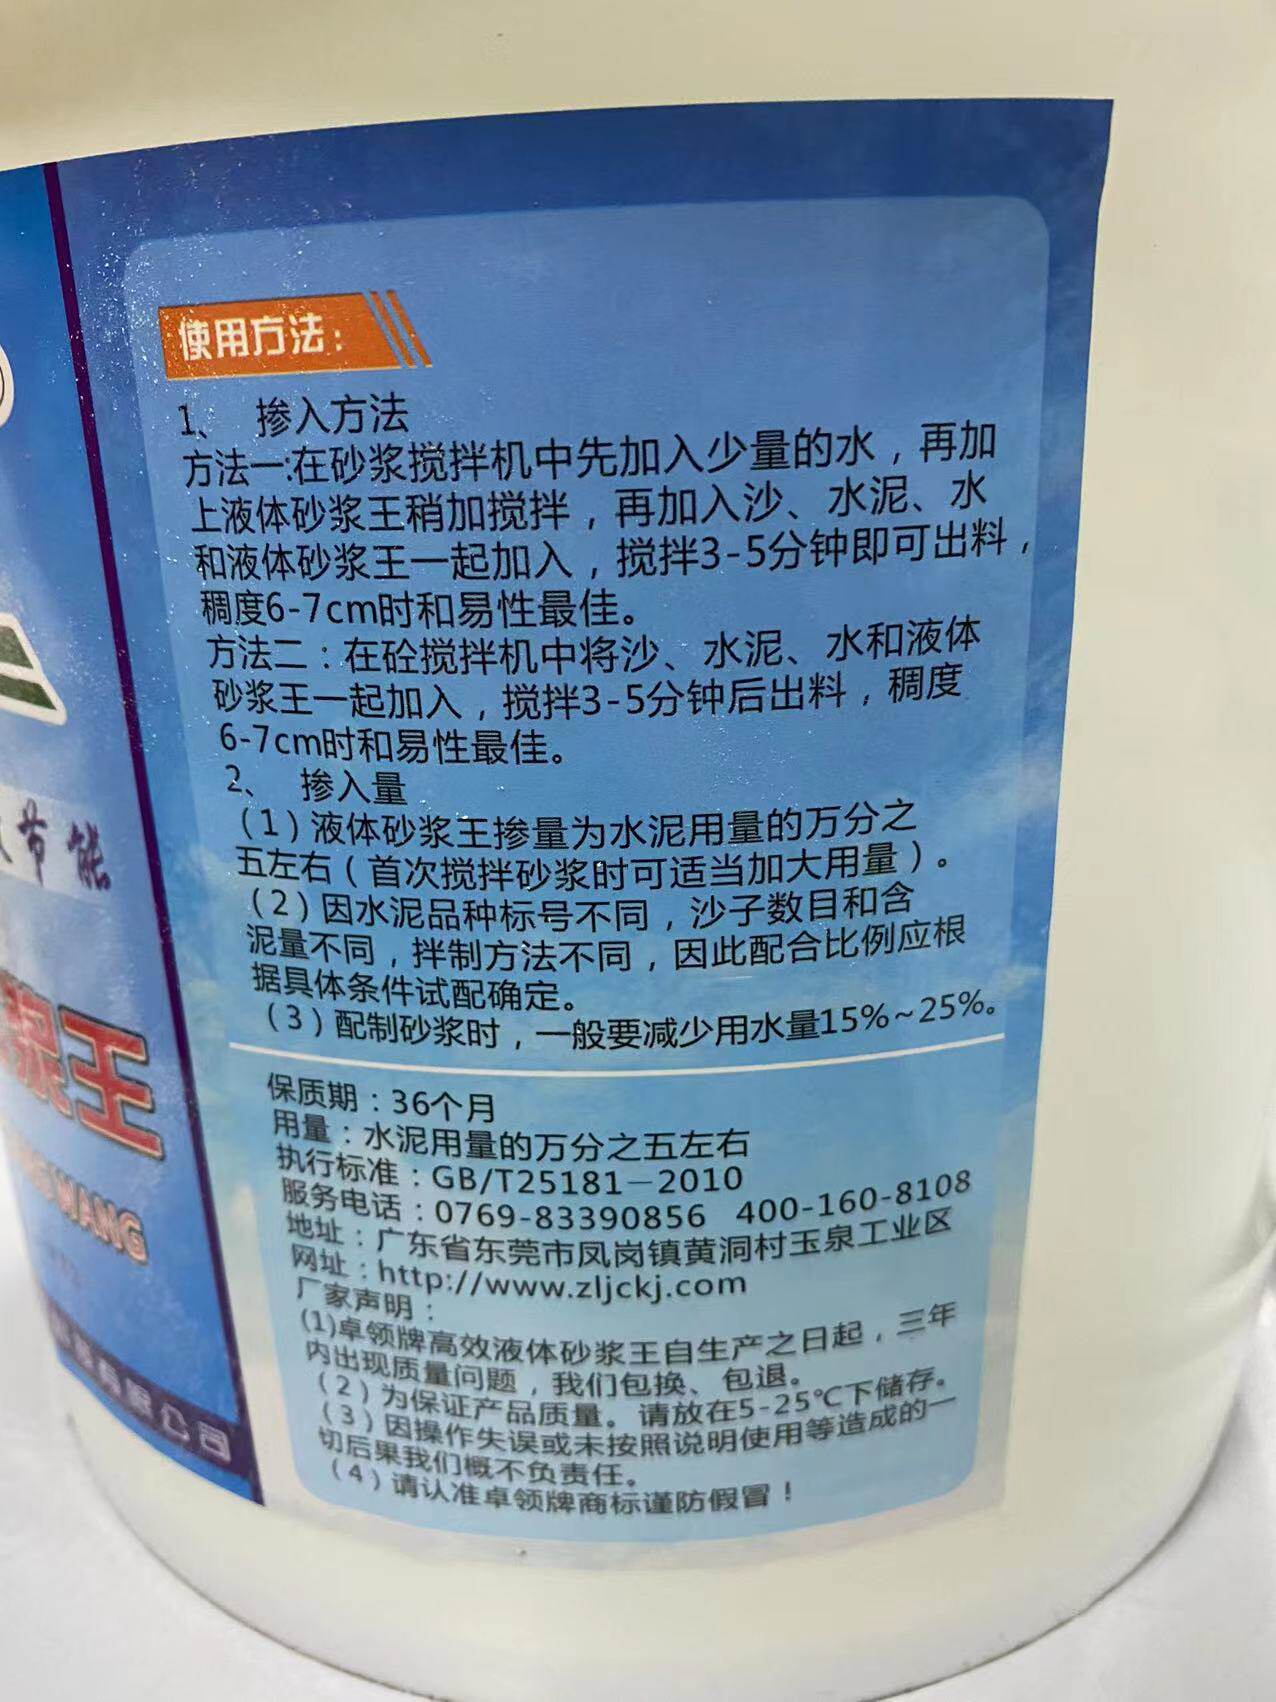 使用方法:
1、 掺入方法
方法一:在砂浆搅拌机中先加入少量的水，再加
上液体砂浆王稍加搅拌，再加入沙、水泥、水
和液体砂浆王一起加入，搅拌3-5分钟即可出料，
稠度6-7cm时和易性最佳。
方法二：在砼搅拌机中将沙、水泥、水和液体
砂浆王一起加入，搅拌3-5分钟后出料，稠度
6-7cm时和易性最佳。
2、 掺入量
（1）液体砂浆王掺量为水泥用量的万分之
五左右（首次搅拌砂浆时可适当加大用量）。
（2）因水泥品种标号不同，沙子数目和含
泥量不同，拌制方法不同，因此配合比例应根
据具体条件试配确定。
（3）配制砂浆时，一般要减少用水量15%~25%。
保质期：36个月
用量：水泥用量的万分之五左右
执行标准：GB/T25181—2010
服务电话：0769-83390856 400-160-8108
地址：广东省东莞市凤岗镇黄洞村玉泉工业区
网址：http://www.zljckj.com
厂家声明：
(1)卓领牌高效液体砂浆王自生产之日起，三年
内出现质量问题，我们包换、包退。
（2）为保证产品质量。请放在5-25℃下储存。
（3）因操作失误或未按照说明使用等造成的一
切后果我们概不负责任。
（4）请认准卓领牌商标谨防假冒！
节能
浆王
WANG
限公司